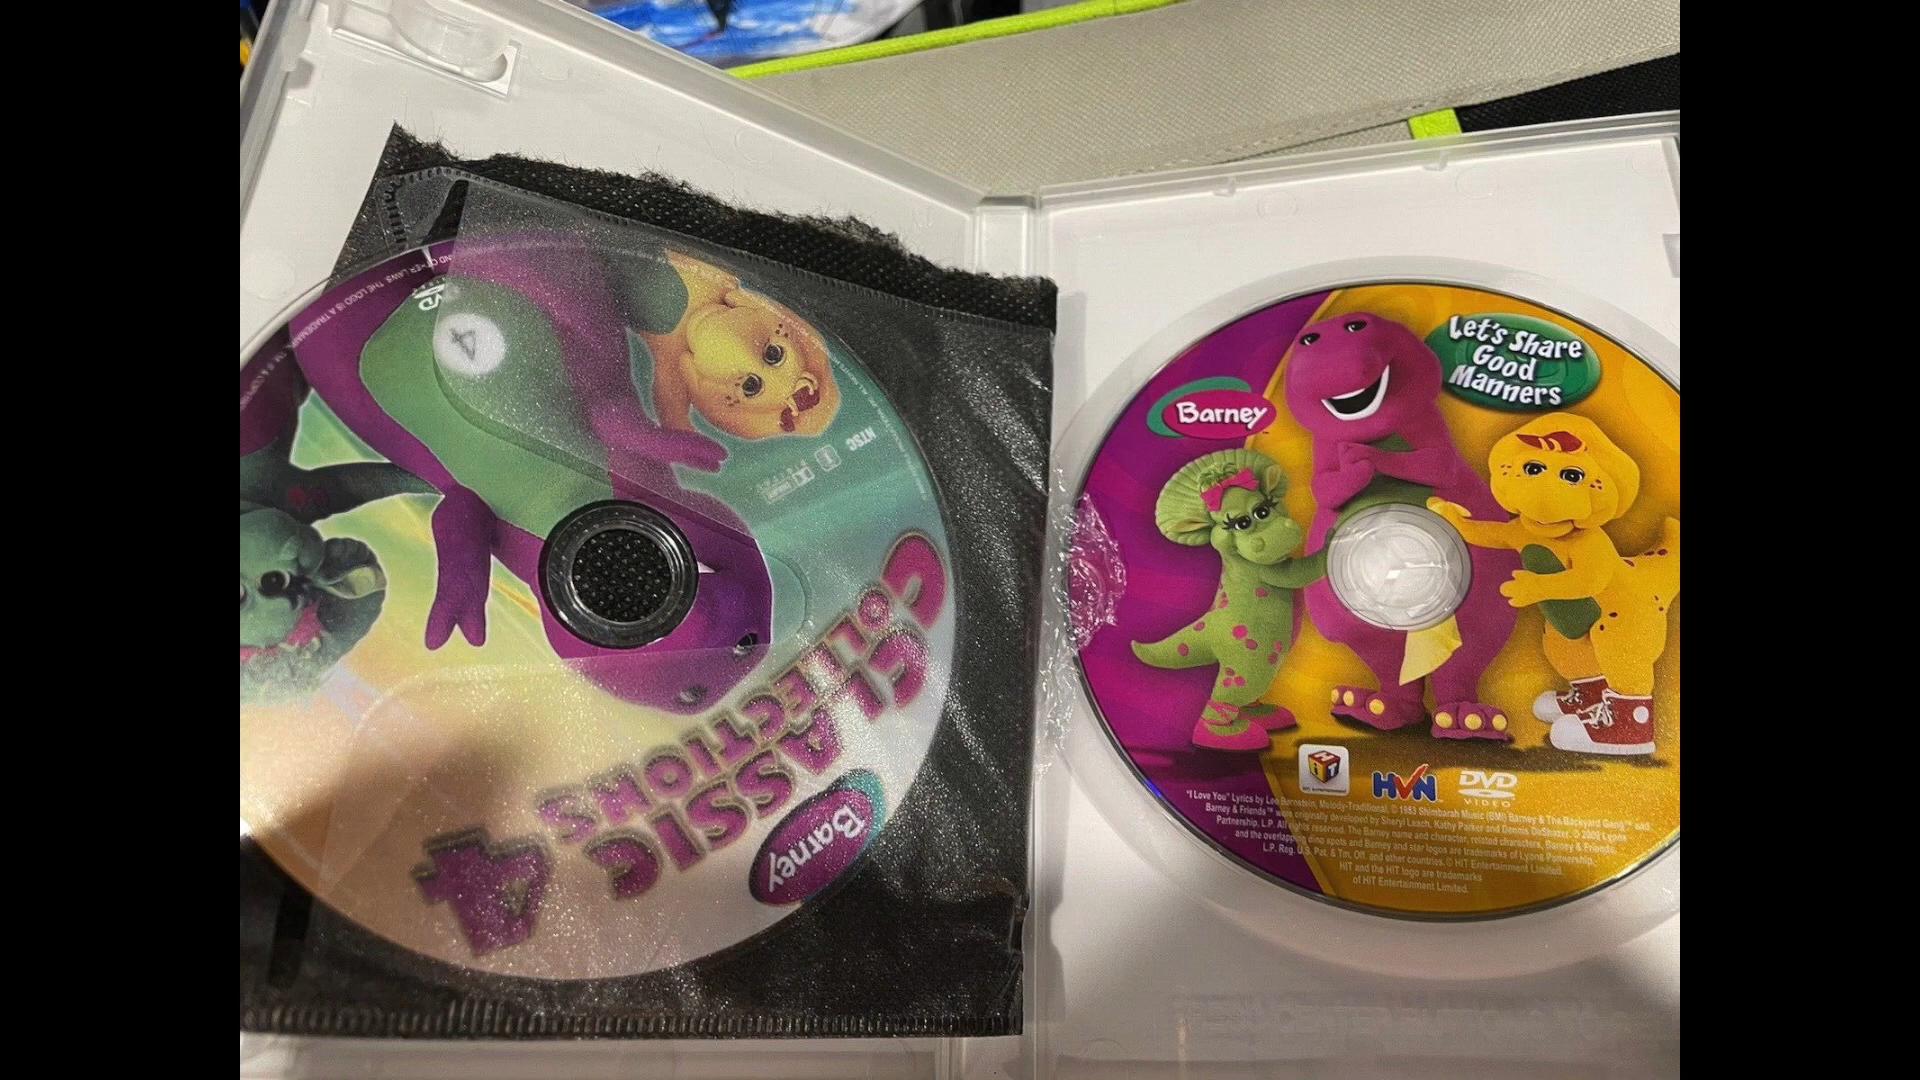 Barney
CLASSIC
COLLECTIONS
4
4
NTSC
Let's Share
Good
Manners
Barney
HiT
HVN
DVD
VIDEO
"I Love You" Lyrics by Lee Bernstein, Melody-Traditional, © 1983 Shimbarah Music (BMI) Barney & The Backyard Gang™ and
Barney & Friends™ were originally developed by Sheryl Leach, Kathy Parker and Dennis DeShazer. © 2009 Lyons
Partnership, L.P. All rights reserved. The Barney name and character, related characters, Barney & Friends,
and the overlapping dino spots and Barney and star logos are trademarks of Lyons Partnership,
L.P. Reg. U.S. Pat. & Tm. Off. and other countries. © HIT Entertainment Limited.
HIT and the HIT logo are trademarks
of HIT Entertainment Limited.